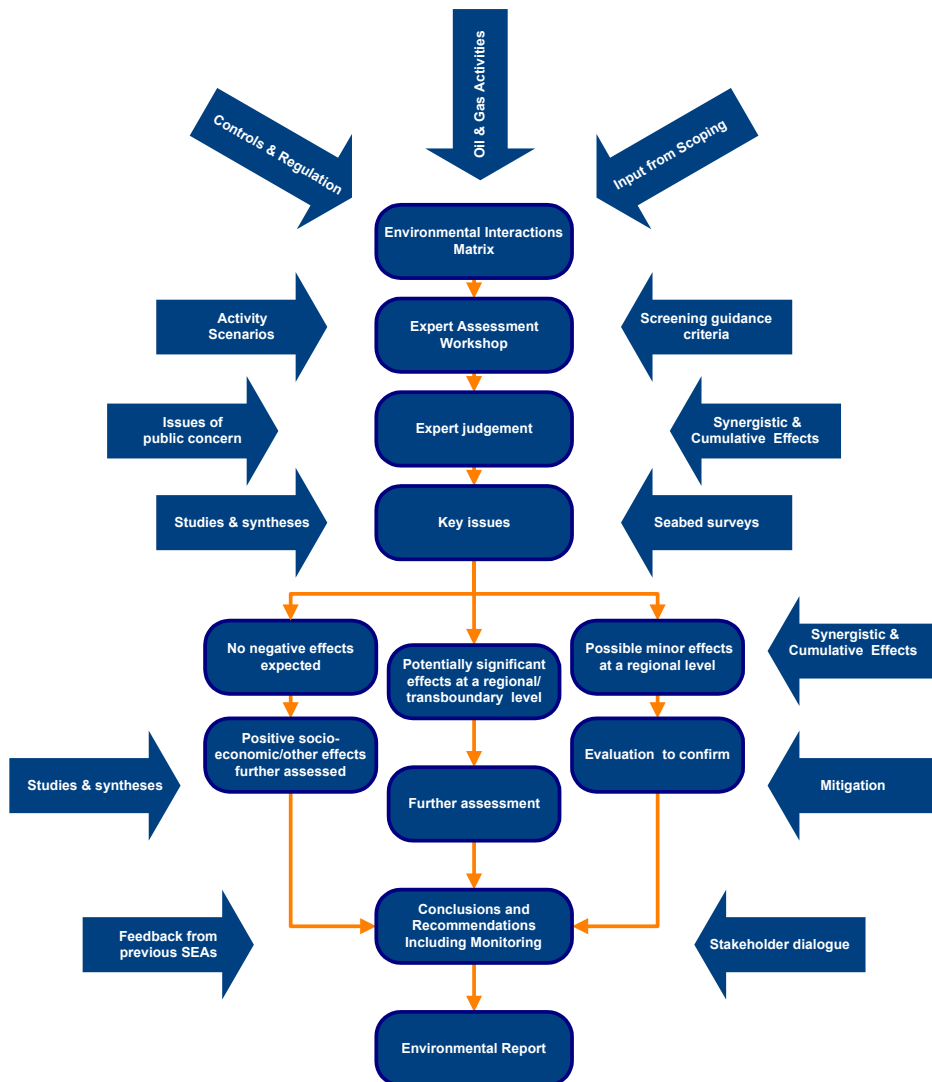 Oil & Gas Activities
Controls & Regulation
Input from Scoping
Environmental Interactions
Matrix
Activity
Scenarios
Expert Assessment
Workshop
Screening guidance
criteria
Issues of
public concern
Expert judgement
Synergistic &
Cumulative Effects
Studies & syntheses
Key issues
Seabed surveys
No negative effects
expected
Potentially significant
effects at a regional/
transboundary level
Possible minor effects
at a regional level
Synergistic &
Cumulative Effects
Positive socio-
economic/other effects
further assessed
Evaluation to confirm
Studies & syntheses
Further assessment
Mitigation
Feedback from
previous SEAs
Conclusions and
Recommendations
Including Monitoring
Stakeholder dialogue
Environmental Report